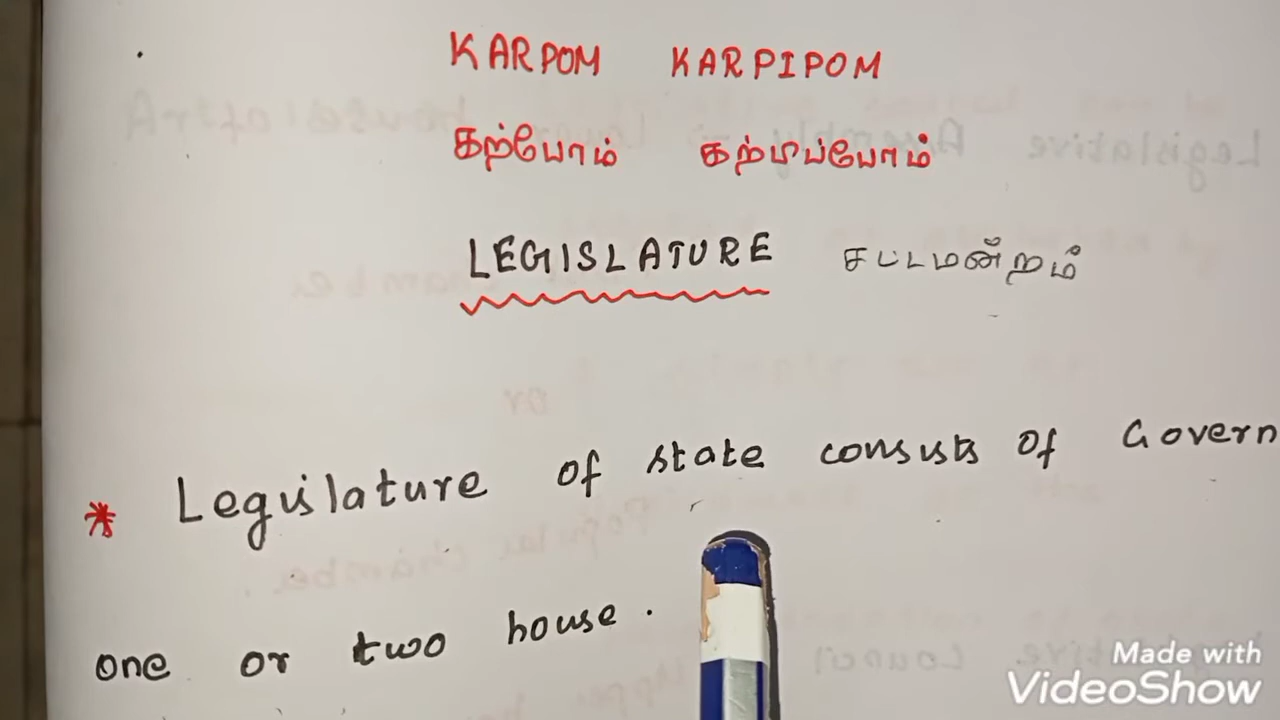 KARPOM KARPIPOM
கற்போம் கற்பிப்போம்
LEGISLATURE சட்டமன்றம்
* Legislature of state consists of Govern
one or two house.
Made with
VideoShow